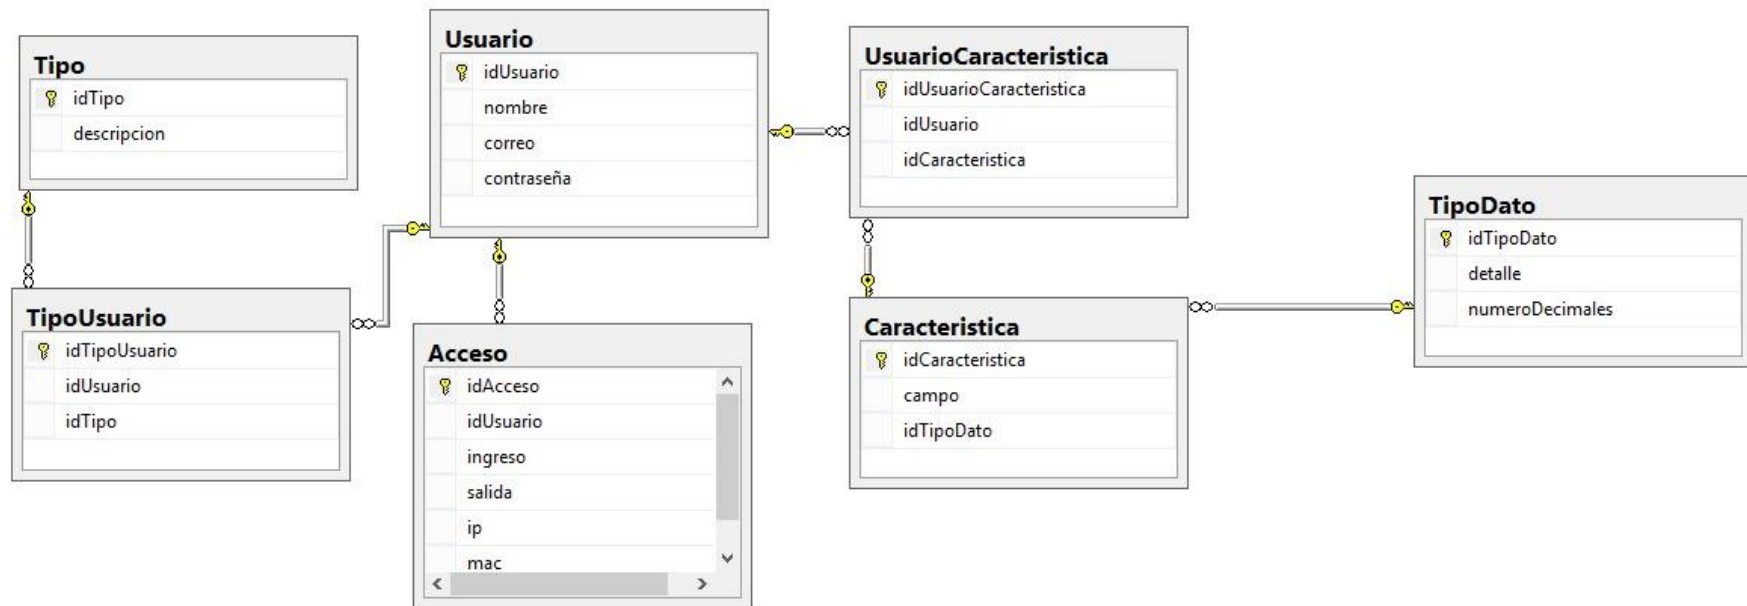 Tipo
idTipo
descripcion
Usuario
idUsuario
nombre
correo
contraseña
UsuarioCaracteristica
idUsuarioCaracteristica
idUsuario
idCaracteristica
TipoDato
idTipoDato
detalle
numeroDecimales
TipoUsuario
idTipoUsuario
idUsuario
idTipo
Acceso
idAcceso
idUsuario
ingreso
salida
ip
mac
Caracteristica
idCaracteristica
campo
idTipoDato